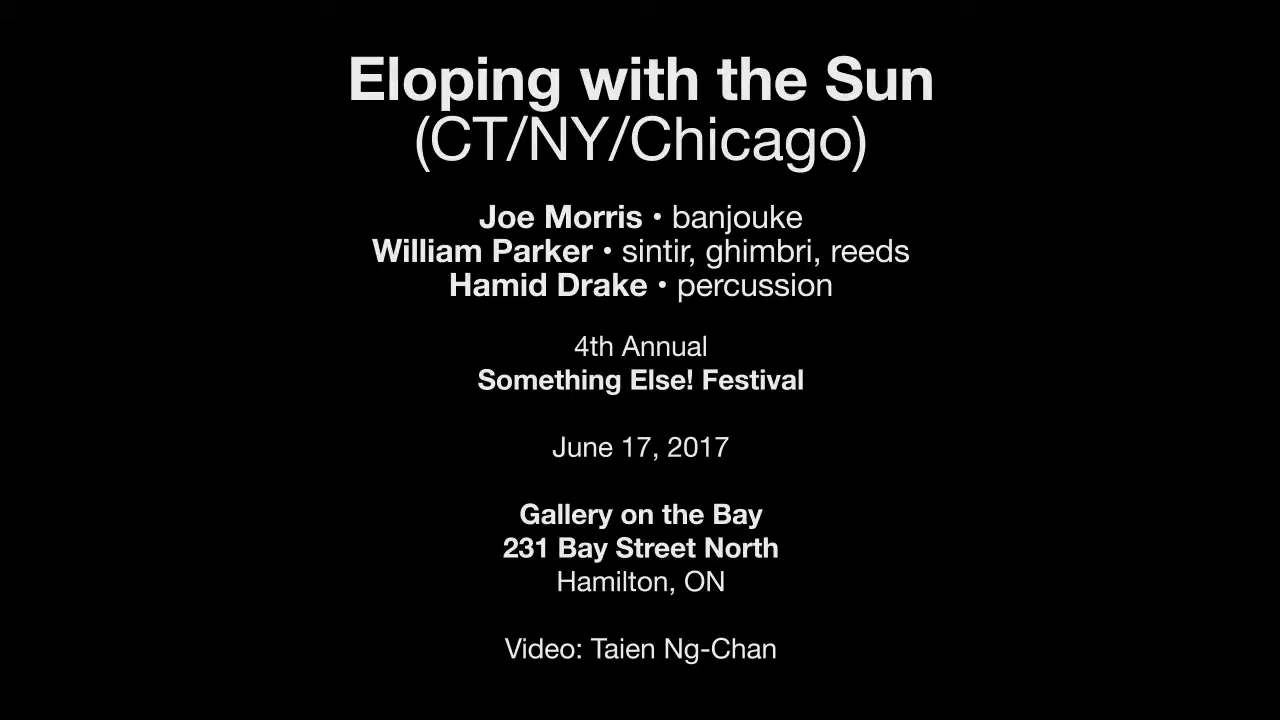 Eloping with the Sun
(CT/NY/Chicago)
Joe Morris • banjouke
William Parker • sintir, ghimbri, reeds
Hamid Drake • percussion
4th Annual
Something Else! Festival
June 17, 2017
Gallery on the Bay
231 Bay Street North
Hamilton, ON
Video: Taien Ng-Chan